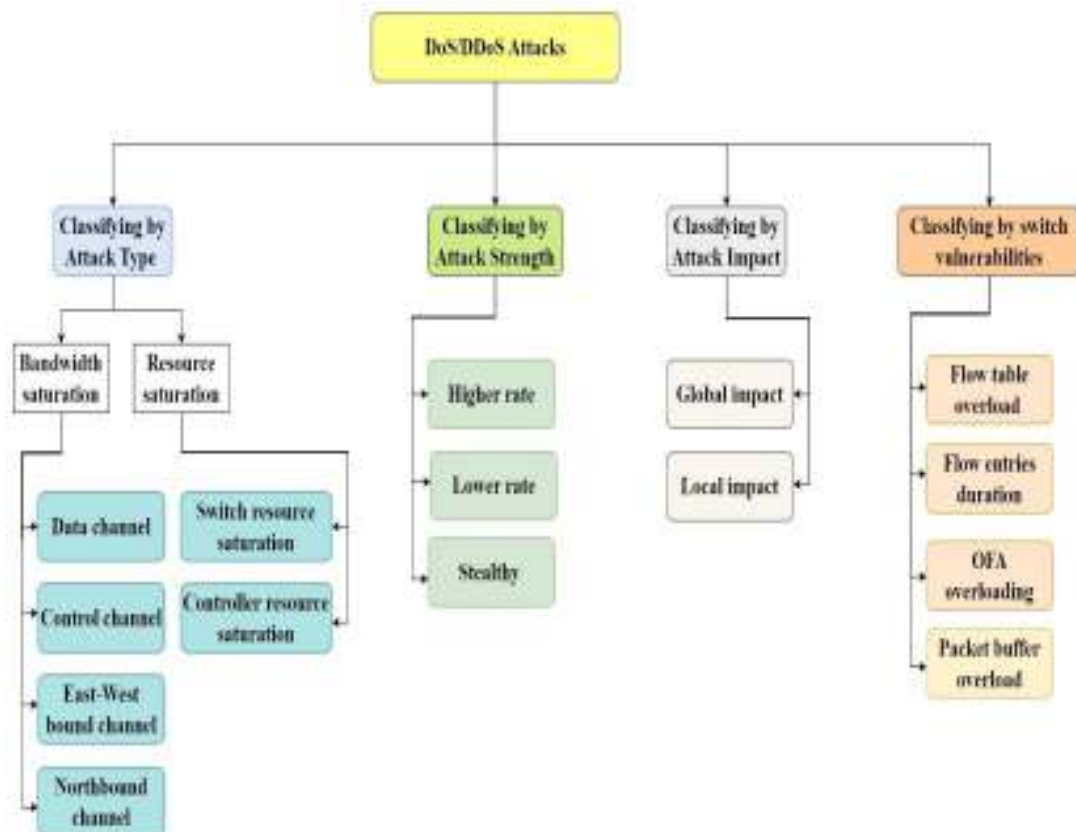 DoS/DDoS Attacks
Classifying by
Attack Type
Classifying by
Attack Strength
Classifying by
Attack Impact
Classifying by switch
vulnerabilities
Bandwidth
saturation
Resource
saturation
Data channel
Control channel
East-West
bound channel
Northbound
channel
Switch resource
saturation
Controller resource
saturation
Higher rate
Lower rate
Stealthy
Global impact
Local impact
Flow table
overload
Flow entries
duration
OFA
overloading
Packet buffer
overload